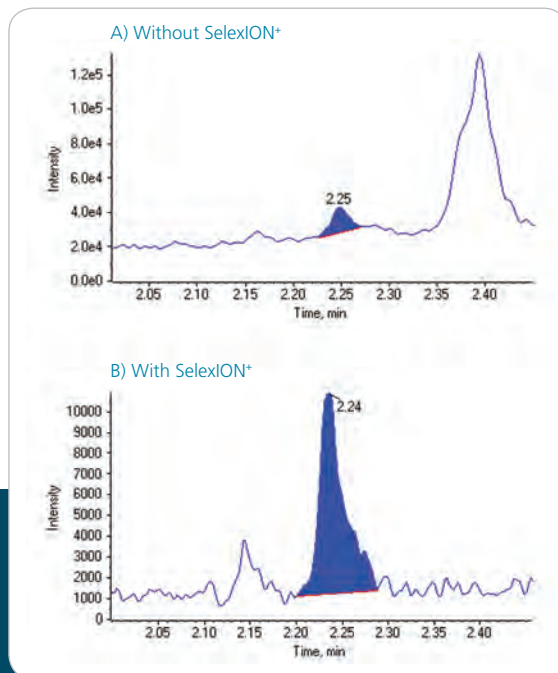 A) Without SelexION+
1.2e5
1.0e5
8.0e4
6.0e4
4.0e4
2.0e4
0.0e0
Intensity
2.25
2.05 2.10 2.15 2.20 2.25 2.30 2.35 2.40
Time, min
B) With SelexION+
10000
9000
8000
7000
6000
5000
4000
3000
2000
1000
0
Intensity
2.24
2.05 2.10 2.15 2.20 2.25 2.30 2.35 2.40
Time, min